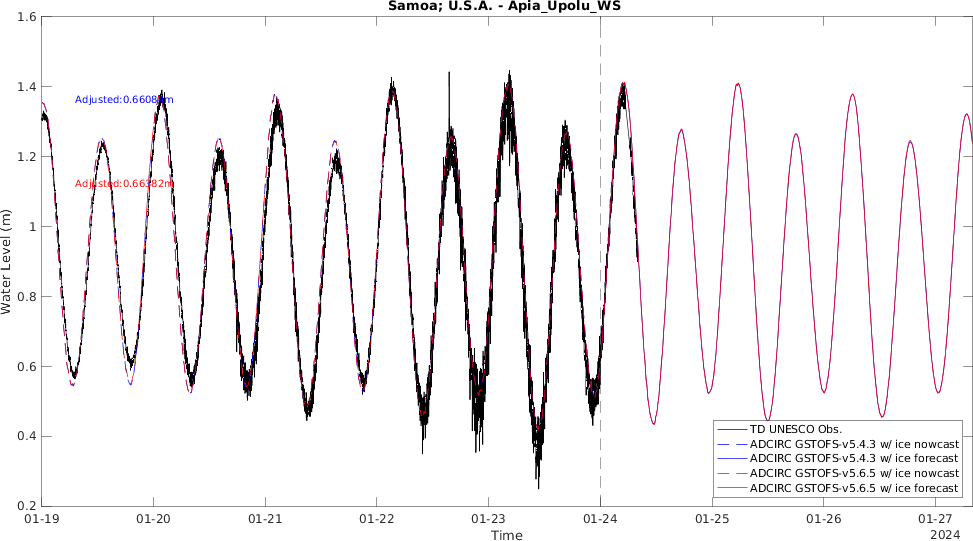 Samoa; U.S.A. - Apia_Upolu_WS
1.6
1.4
1.2
1
0.8
0.6
0.4
0.2
Water Level (m)
Adjusted:0.66082m
Adjusted:0.66382m
TD UNESCO Obs.
ADCIRC GSTOFS-v5.4.3 w/ ice nowcast
ADCIRC GSTOFS-v5.4.3 w/ ice forecast
ADCIRC GSTOFS-v5.6.5 w/ ice nowcast
ADCIRC GSTOFS-v5.6.5 w/ ice forecast
01-19 01-20 01-21 01-22 01-23 01-24 01-25 01-26 01-27
Time
2024